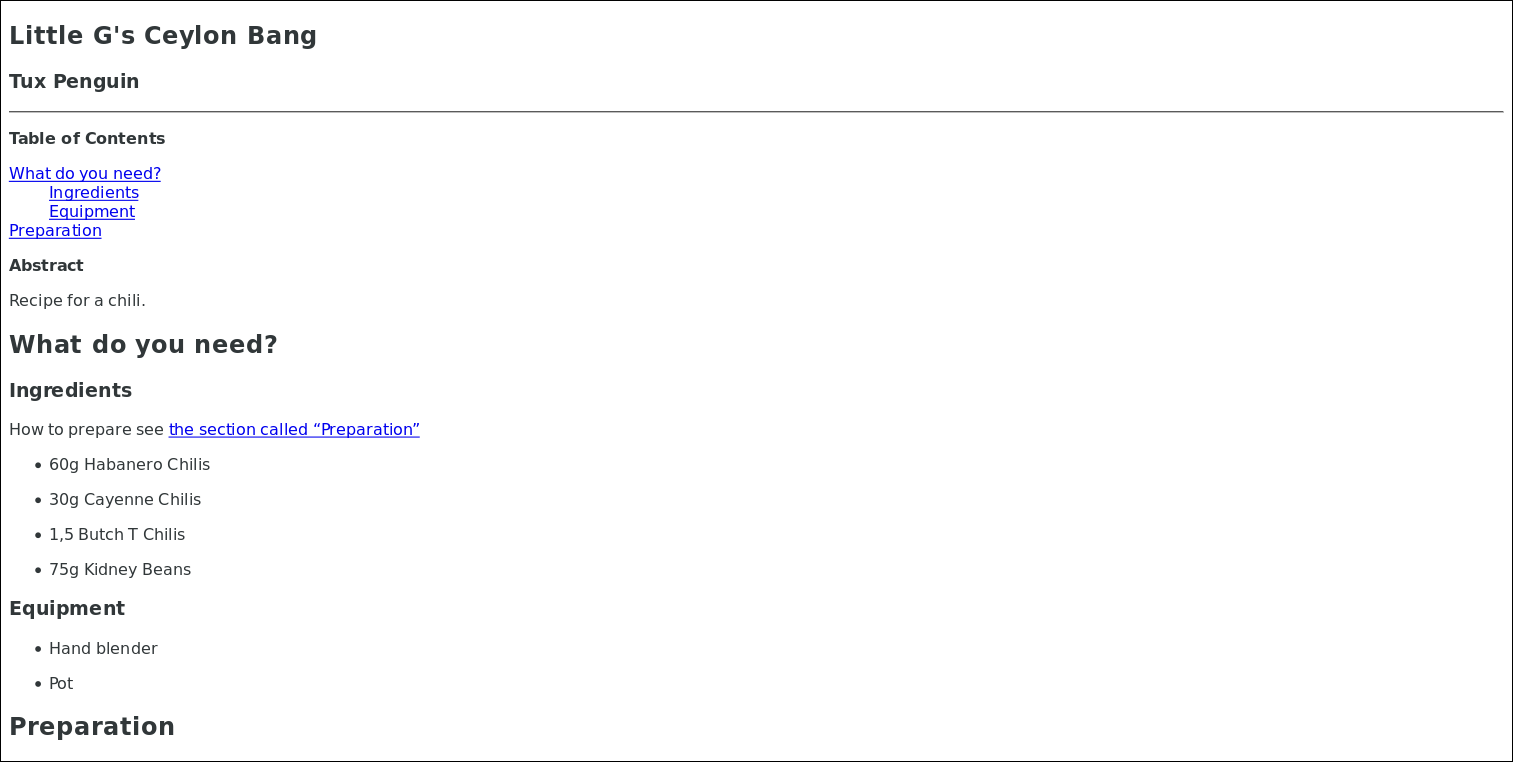 Little G's Ceylon Bang
Tux Penguin
Table of Contents
What do you need?
Ingredients
Equipment
Preparation
Abstract
Recipe for a chili.
What do you need?
Ingredients
How to prepare see the section called “Preparation”
• 60g Habanero Chilis
• 30g Cayenne Chilis
• 1,5 Butch T Chilis
• 75g Kidney Beans
Equipment
• Hand blender
• Pot
Preparation